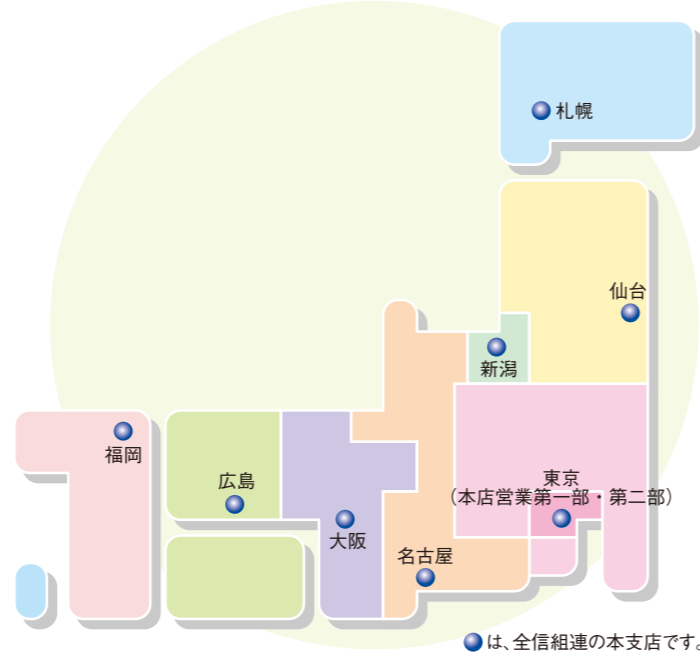 札幌
仙台
新潟
福岡
広島
東京
（本店営業第一部・第二部）
大阪
名古屋
は、全信組連の本支店です。